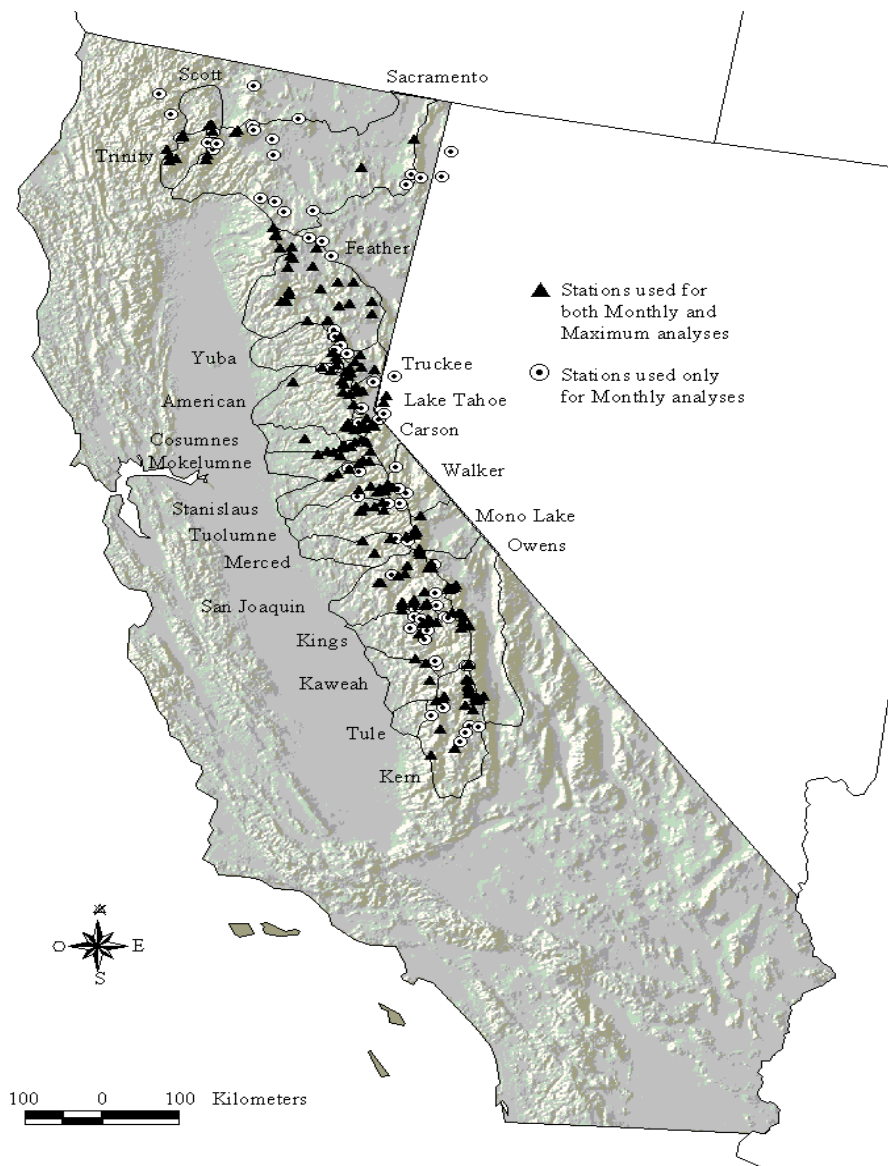 Scott
Sacramento
Trinity
Feather
Stations used for
both Monthly and
Maximum analyses
Yuba
Truckee
Stations used only
for Monthly analyses
American
Lake Tahoe
Carson
Cosumnes
Mokelumne
Walker
Stanislaus
Mono Lake
Tuolumne
Owens
Merced
San Joaquin
Kings
Kaweah
Tule
Kern
E
S
100 0 100 Kilometers